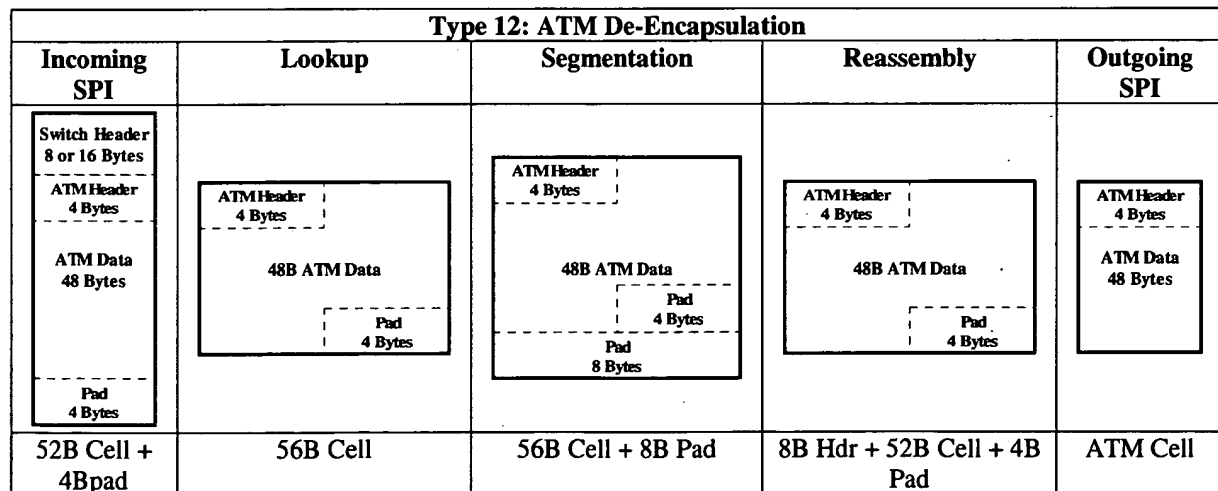 Type 12: ATM De-Encapsulation
Incoming
SPI
Lookup
Segmentation
Reassembly
Outgoing
SPI
Switch Header
8 or 16 Bytes
ATM Header
4 Bytes
ATM Data
48 Bytes
Pad
4 Bytes
ATM Header
4 Bytes
48B ATM Data
Pad
4 Bytes
ATM Header
4 Bytes
48B ATM Data
Pad
4 Bytes
Pad
8 Bytes
ATM Header
4 Bytes
48B ATM Data
Pad
4 Bytes
ATM Header
4 Bytes
ATM Data
48 Bytes
52B Cell +
4Bpad
56B Cell
56B Cell + 8B Pad
8B Hdr + 52B Cell + 4B
Pad
ATM Cell